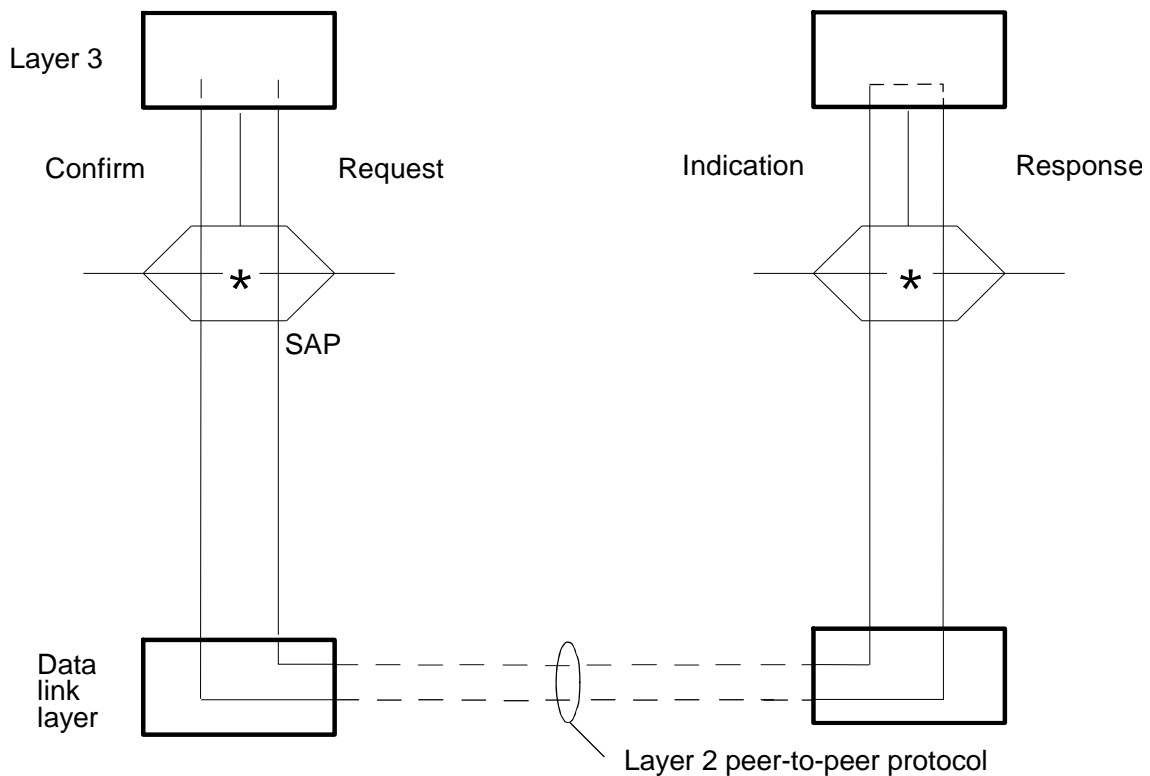 Layer 3
Confirm
Request
Indication
Response
*
*
SAP
Data
link
layer
Layer 2 peer-to-peer protocol